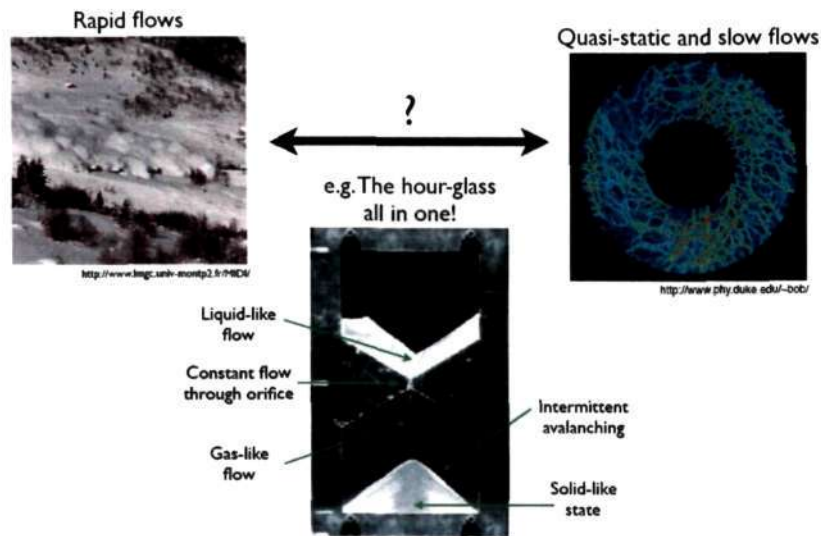 Rapid flows
Quasi-static and slow flows
?
e.g. The hour-glass
all in one!
http://www.lmgc.univ-montp2.fr/MIDI/
http://www.phy.duke.edu/~bob/
Liquid-like
flow
Constant flow
through orifice
Intermittent
avalanching
Gas-like
flow
Solid-like
state